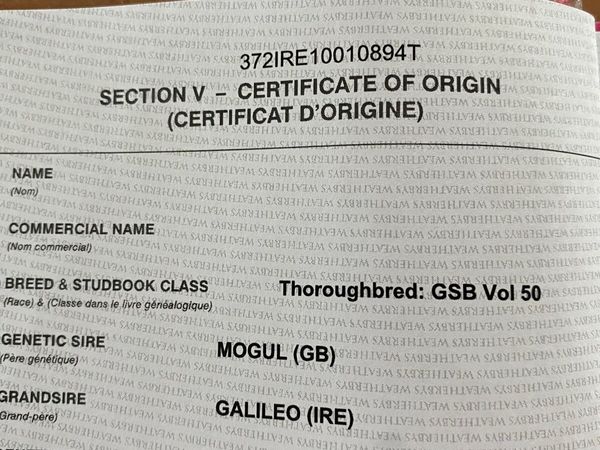 372IRE10010894T
SECTION V – CERTIFICATE OF ORIGIN
(CERTIFICAT D'ORIGINE)
NAME
(Nom)
COMMERCIAL NAME
(Nom commercial)
BREED & STUDBOOK CLASS Thoroughbred: GSB Vol 50
(Race) & (Classe dans le livre généalogique)
GENETIC SIRE MOGUL (GB)
(Père génétique)
GRANDSIRE GALILEO (IRE)
(Grand-père)